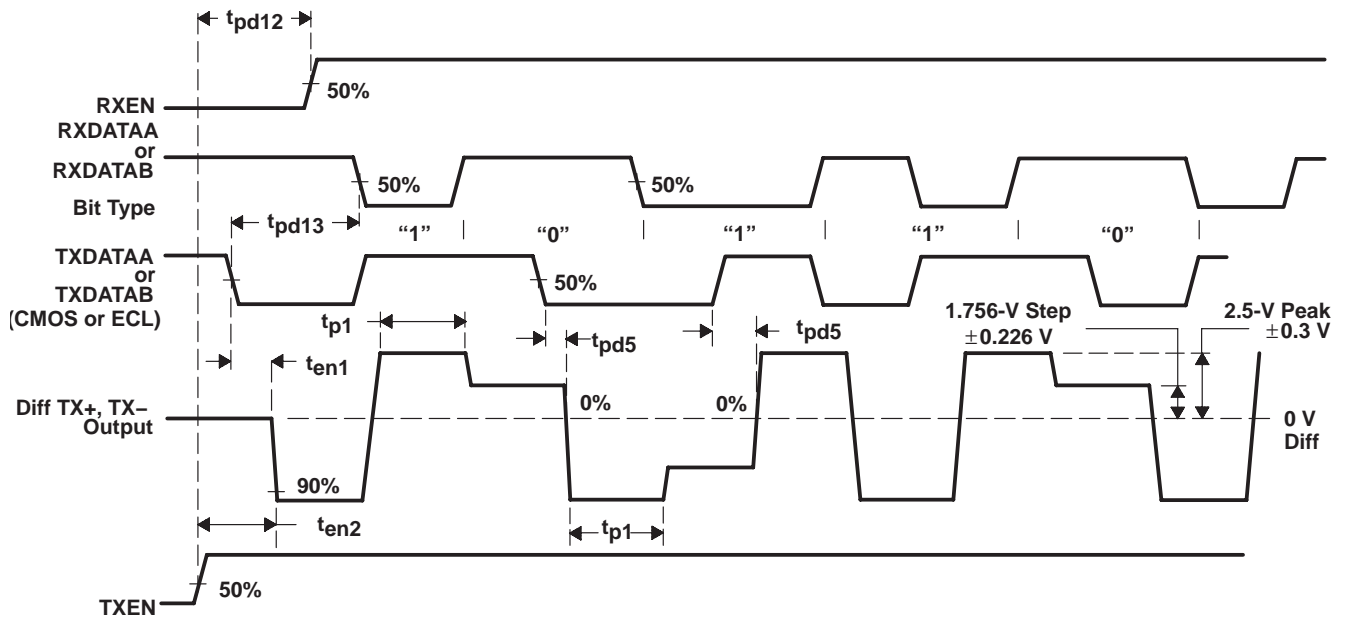 tpd12
50%
RXEN
RXDATAA
or
RXDATAB
50%
50%
Bit Type
tpd13
“1”
“0”
“1”
“1”
“0”
TXDATAA
or
TXDATAB
(CMOS or ECL)
50%
1.756-V Step
±0.226 V
2.5-V Peak
±0.3 V
tp1
tpd5
tpd5
ten1
0%
0%
Diff TX+, TX–
Output
0 V
Diff
90%
ten2
tp1
50%
TXEN